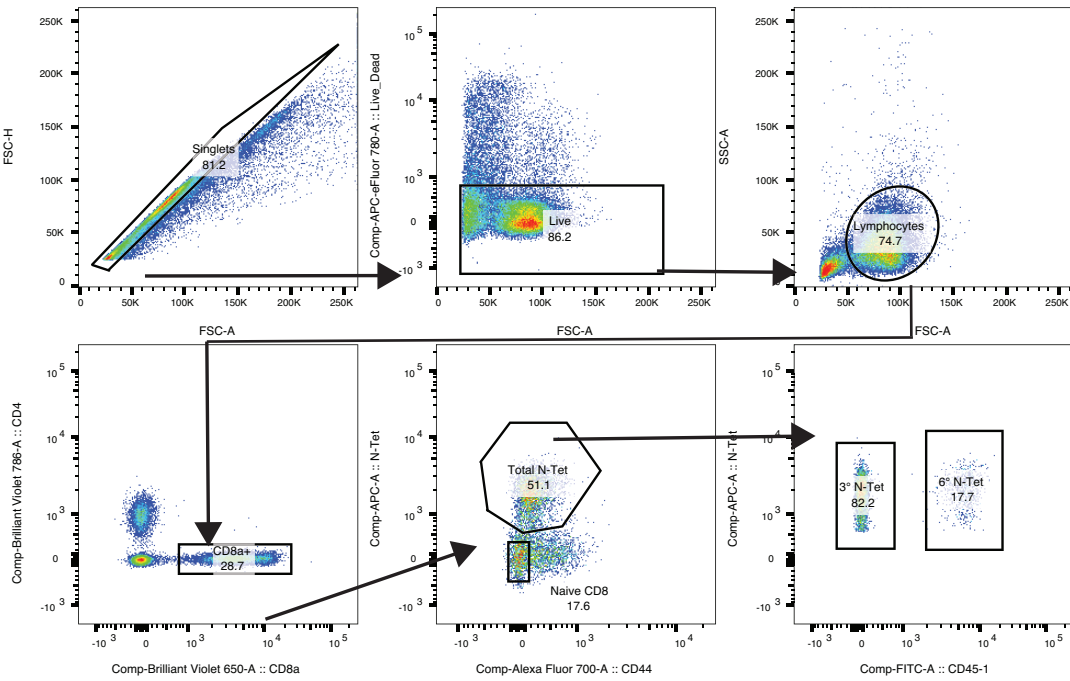 250K
200K
150K
100K
50K
0
FSC-H
Singlets
81.2
0 50K 100K 150K 200K 250K
FSC-A
10 5
10 4
10 3
0
-10 3
Comp-APC-eFluor 780-A :: Live_Dead
Live
86.2
0 50K 100K 150K 200K 250K
FSC-A
250K
200K
150K
100K
50K
SSC-A
Lymphocytes
74.7
0 50K 100K 150K 200K 250K
FSC-A
10 5
10 4
10 3
0
-10 3
Comp-Brilliant Violet 786-A :: CD4
CD8a+
28.7
-10 3 0 10 3 10 4 10 5
Comp-Brilliant Violet 650-A :: CD8a
10 5
10 4
10 3
0
-10 3
Comp-APC-A :: N-Tet
Total N-Tet
51.1
Naive CD8
17.6
-10 3 0 10 3 10 4
Comp-Alexa Fluor 700-A :: CD44
10 5
10 4
10 3
0
-10 3
Comp-APC-A :: N-Tet
3° N-Tet
82.2
6° N-Tet
17.7
-10 3 0 10 3 10 4 10 5
Comp-FITC-A :: CD45-1